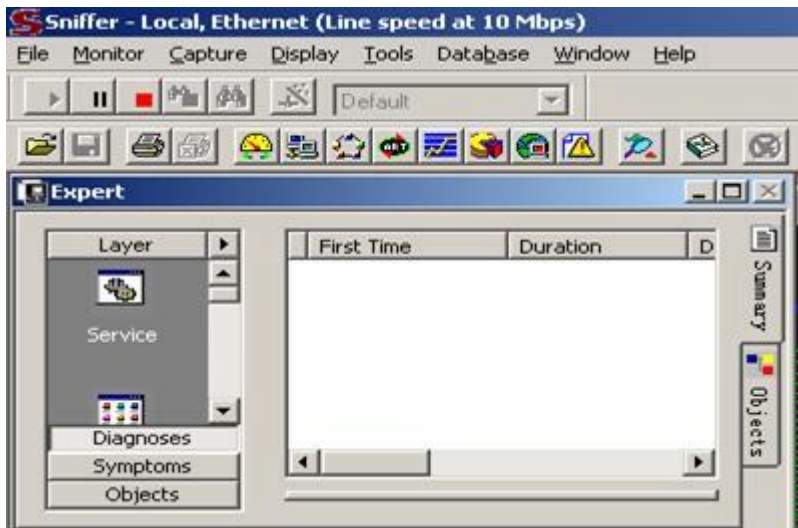 Sniffer - Local, Ethernet (Line speed at 10 Mbps)
File Monitor Capture Display Tools Database Window Help
Default
Expert
Layer
First Time Duration D
Service
Diagnoses
Symptoms
Objects
Summary
Objects